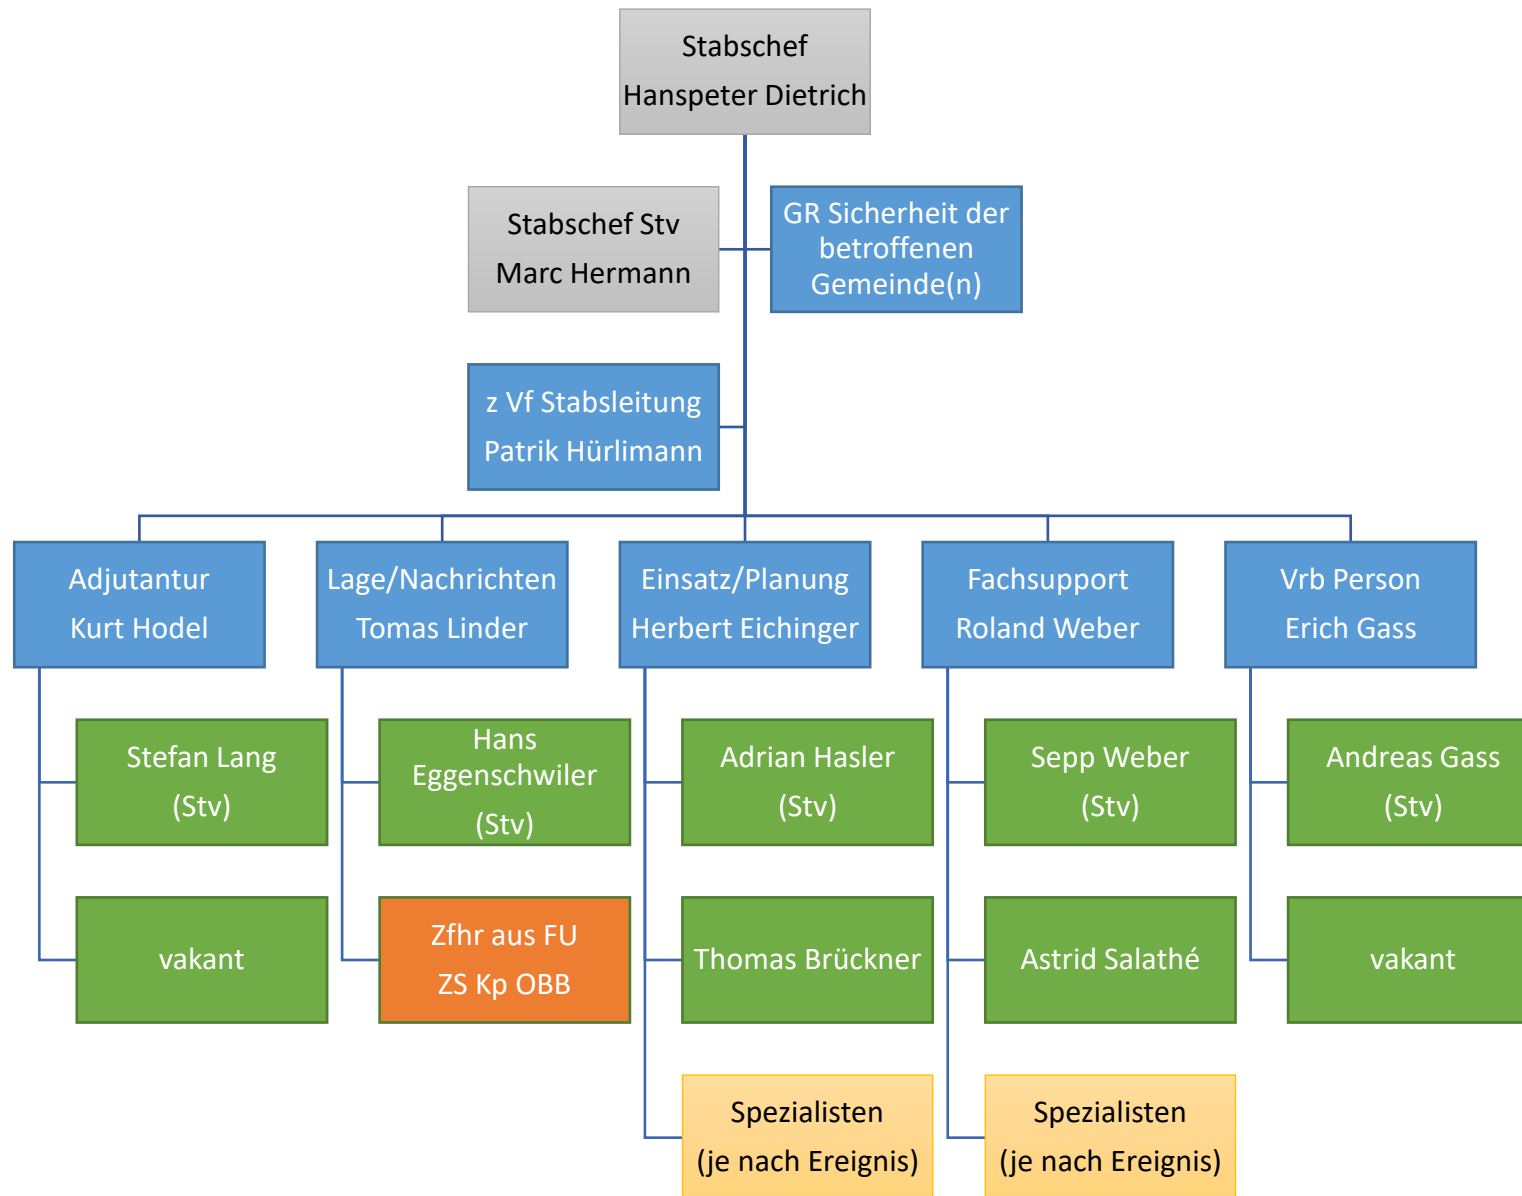 Stabschef
Hanspeter Dietrich
Stabschef Stv
Marc Hermann
GR Sicherheit der
betroffenen
Gemeinde(n)
z Vf Stabsleitung
Patrik Hürlimann
Adjutantur
Kurt Hodel
Lage/Nachrichten
Tomas Linder
Einsatz/Planung
Herbert Eichinger
Fachsupport
Roland Weber
Vrb Person
Erich Gass
Stefan Lang
(Stv)
Hans
Eggenschwiler
(Stv)
Adrian Hasler
(Stv)
Sepp Weber
(Stv)
Andreas Gass
(Stv)
vakant
Zfhr aus FU
ZS Kp OBB
Thomas Brückner
Astrid Salathé
vakant
Spezialisten
(je nach Ereignis)
Spezialisten
(je nach Ereignis)